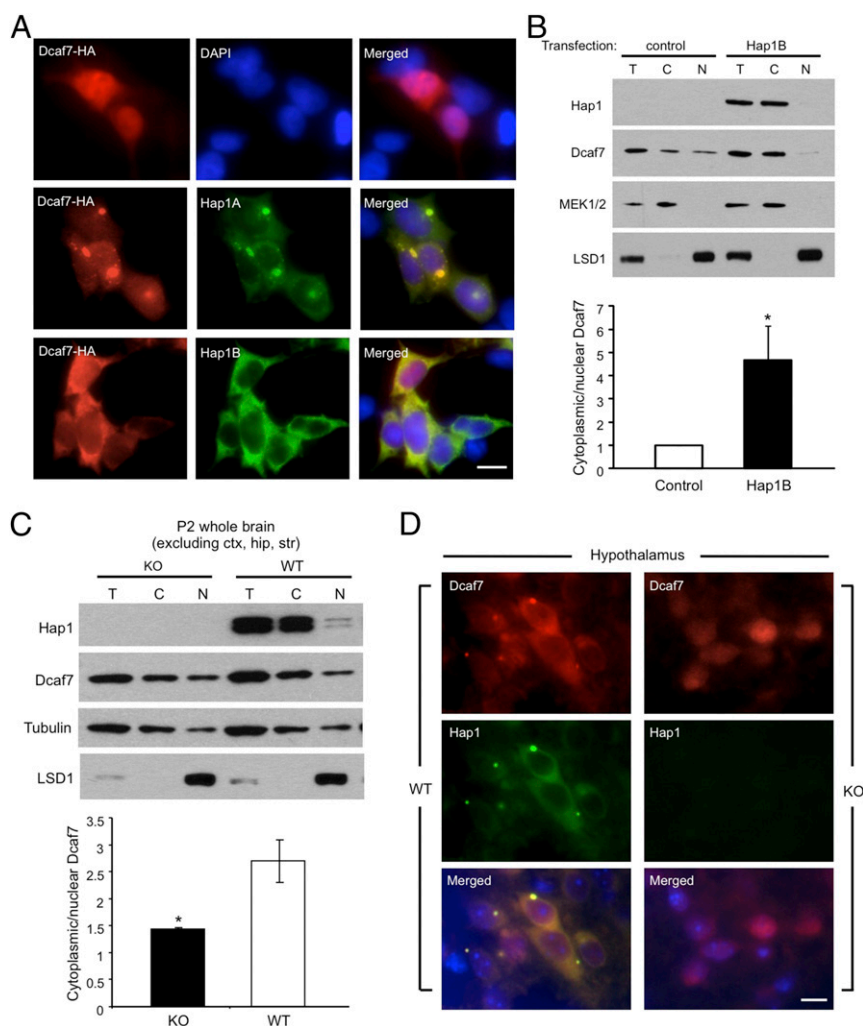 A
Dcaf7-HA
DAPI
Merged
Dcaf7-HA
Hap1A
Merged
Dcaf7-HA
Hap1B
Merged
B
Transfection: control Hap1B
T C N T C N
Hap1
Dcaf7
MEK1/2
LSD1
Cytoplasmic/nuclear Dcaf7
7
6
5
4
3
2
1
0
*
Control Hap1B
C
P2 whole brain
(excluding ctx, hip, str)
KO WT
T C N T C N
Hap1
Dcaf7
Tubulin
LSD1
Cytoplasmic/nuclear Dcaf7
3.5
3
2.5
2
1.5
1
0.5
0
*
KO WT
D
Hypothalamus
Dcaf7
Dcaf7
Hap1
Hap1
WT
KO
Merged
Merged